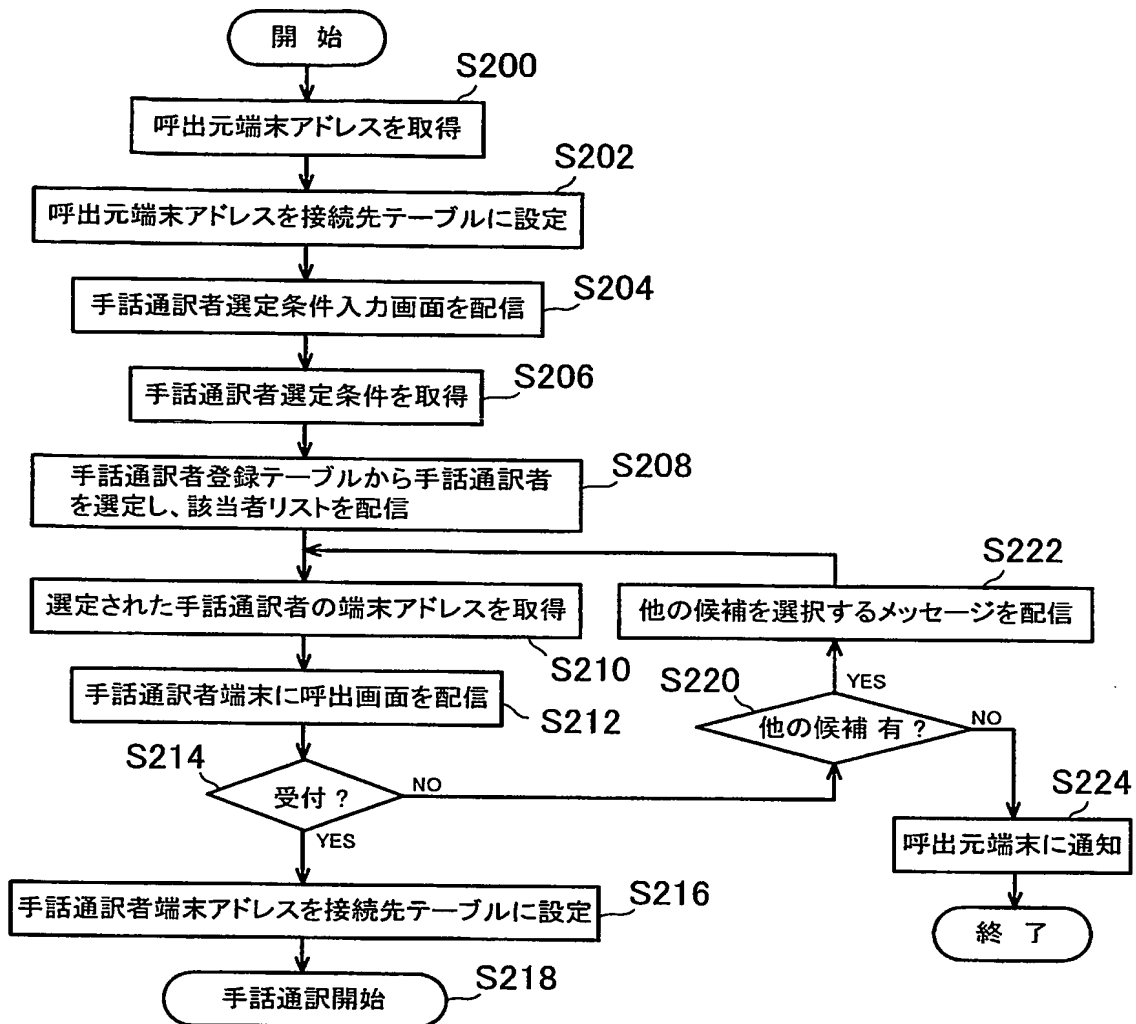 開 始
S200
呼出元端末アドレスを取得
S202
呼出元端末アドレスを接続先テーブルに設定
手話通訳者選定条件入力画面を配信
S204
S206
手話通訳者選定条件を取得
手話通訳者登録テーブルから手話通訳者
を選定し、該当者リストを配信
S208
S222
選定された手話通訳者の端末アドレスを取得
他の候補を選択するメッセージを配信
S210
S220
YES
手話通訳者端末に呼出画面を配信
S212
他の候補 有 ?
NO
S214
受付 ?
NO
YES
S224
呼出元端末に通知
S216
手話通訳者端末アドレスを接続先テーブルに設定
終 了
手話通訳開始
S218